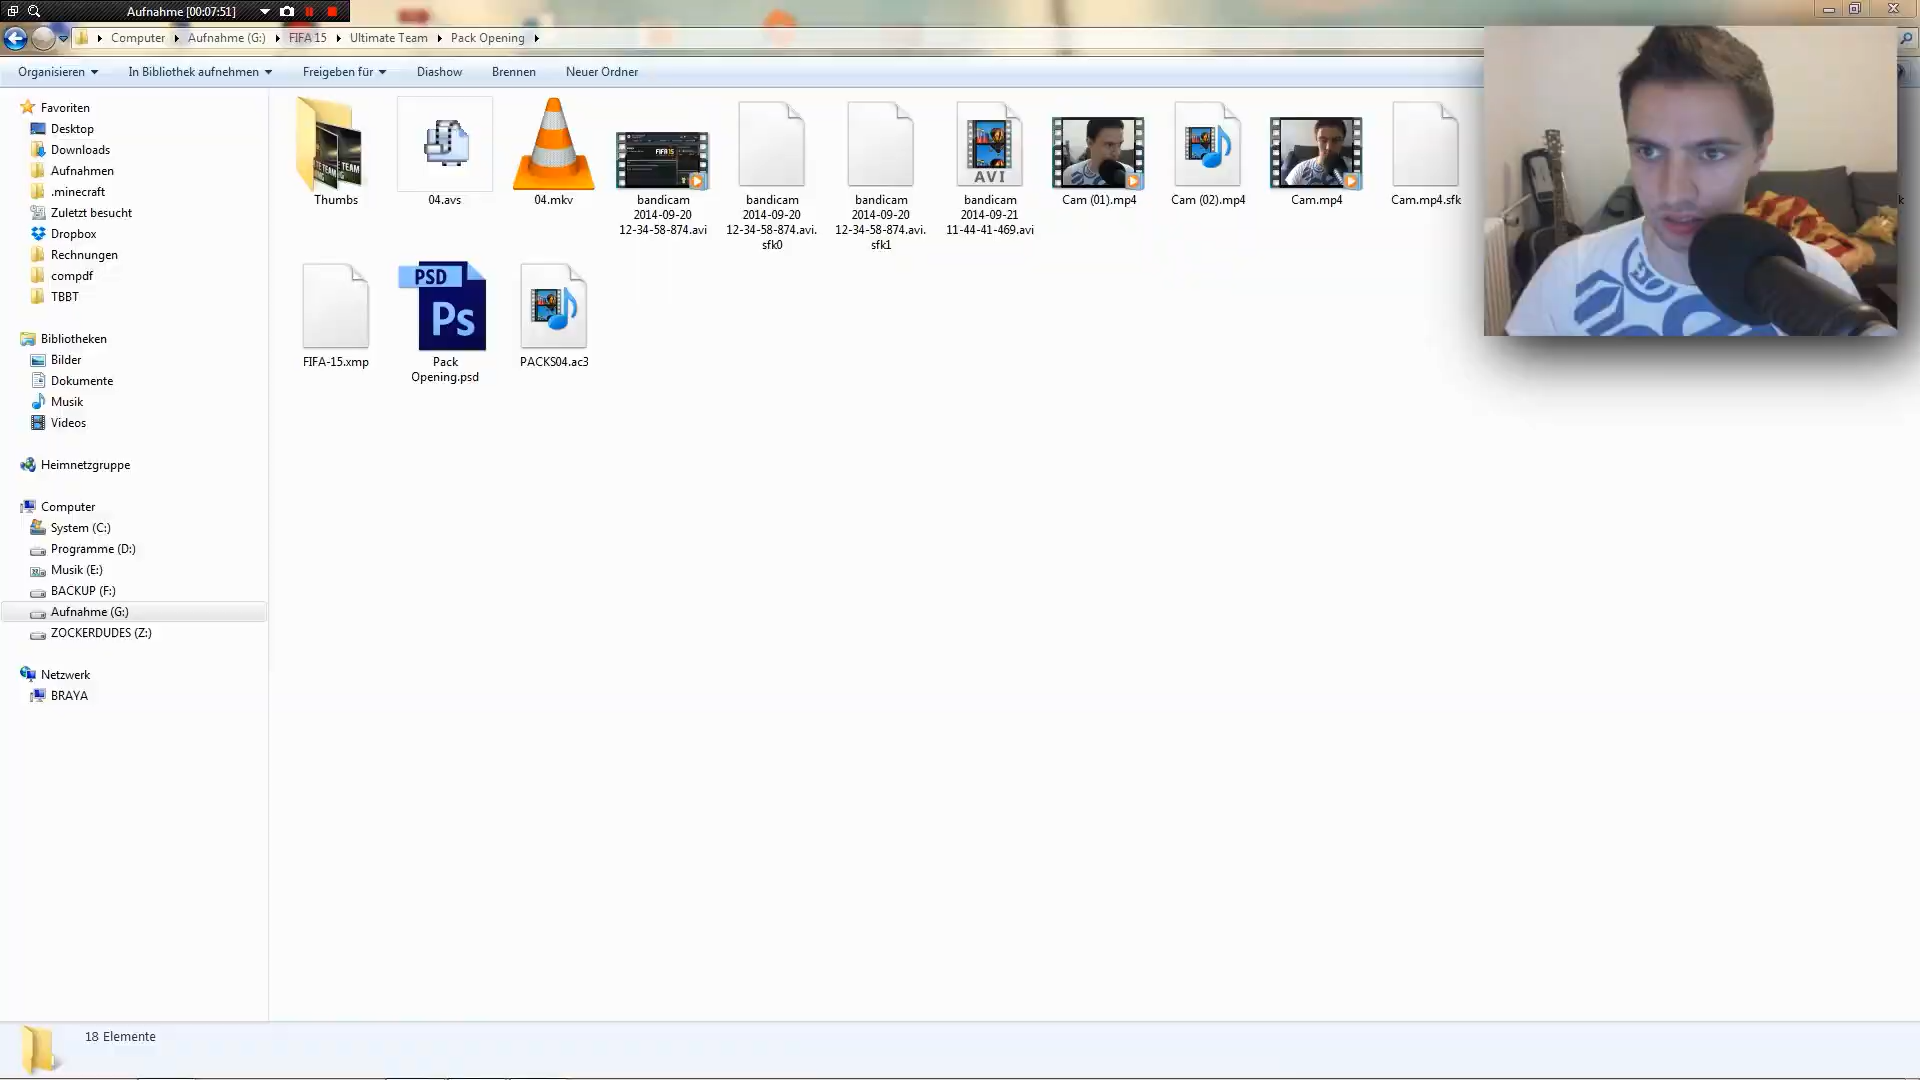 Aufnahme [00:07:51]
Computer Aufnahme (G:) FIFA 15 Ultimate Team Pack Opening
Organisieren In Bibliothek aufnehmen Freigeben für Diashow Brennen Neuer Ordner
Favoriten
Desktop
Downloads
Aufnahmen
.minecraft
Zuletzt besucht
Dropbox
Rechnungen
compdf
TBBT
Bibliotheken
Bilder
Dokumente
Musik
Videos
Heimnetzgruppe
Computer
System (C:)
Programme (D:)
Musik (E:)
BACKUP (F:)
Aufnahme (G:)
ZOCKERDUDES (Z:)
Netzwerk
BRAYA
Thumbs
04.avs
04.mkv
FIFA 15
bandicam
2014-09-20
12-34-58-874.avi
bandicam
2014-09-20
12-34-58-874.avi.
sfk0
bandicam
2014-09-20
12-34-58-874.avi.
sfk1
AVI
bandicam
2014-09-21
11-44-41-469.avi
Cam (01).mp4
Cam (02).mp4
Cam.mp4
Cam.mp4.sfk
FIFA-15.xmp
PSD
Ps
Pack
Opening.psd
PACKS04.ac3
18 Elemente